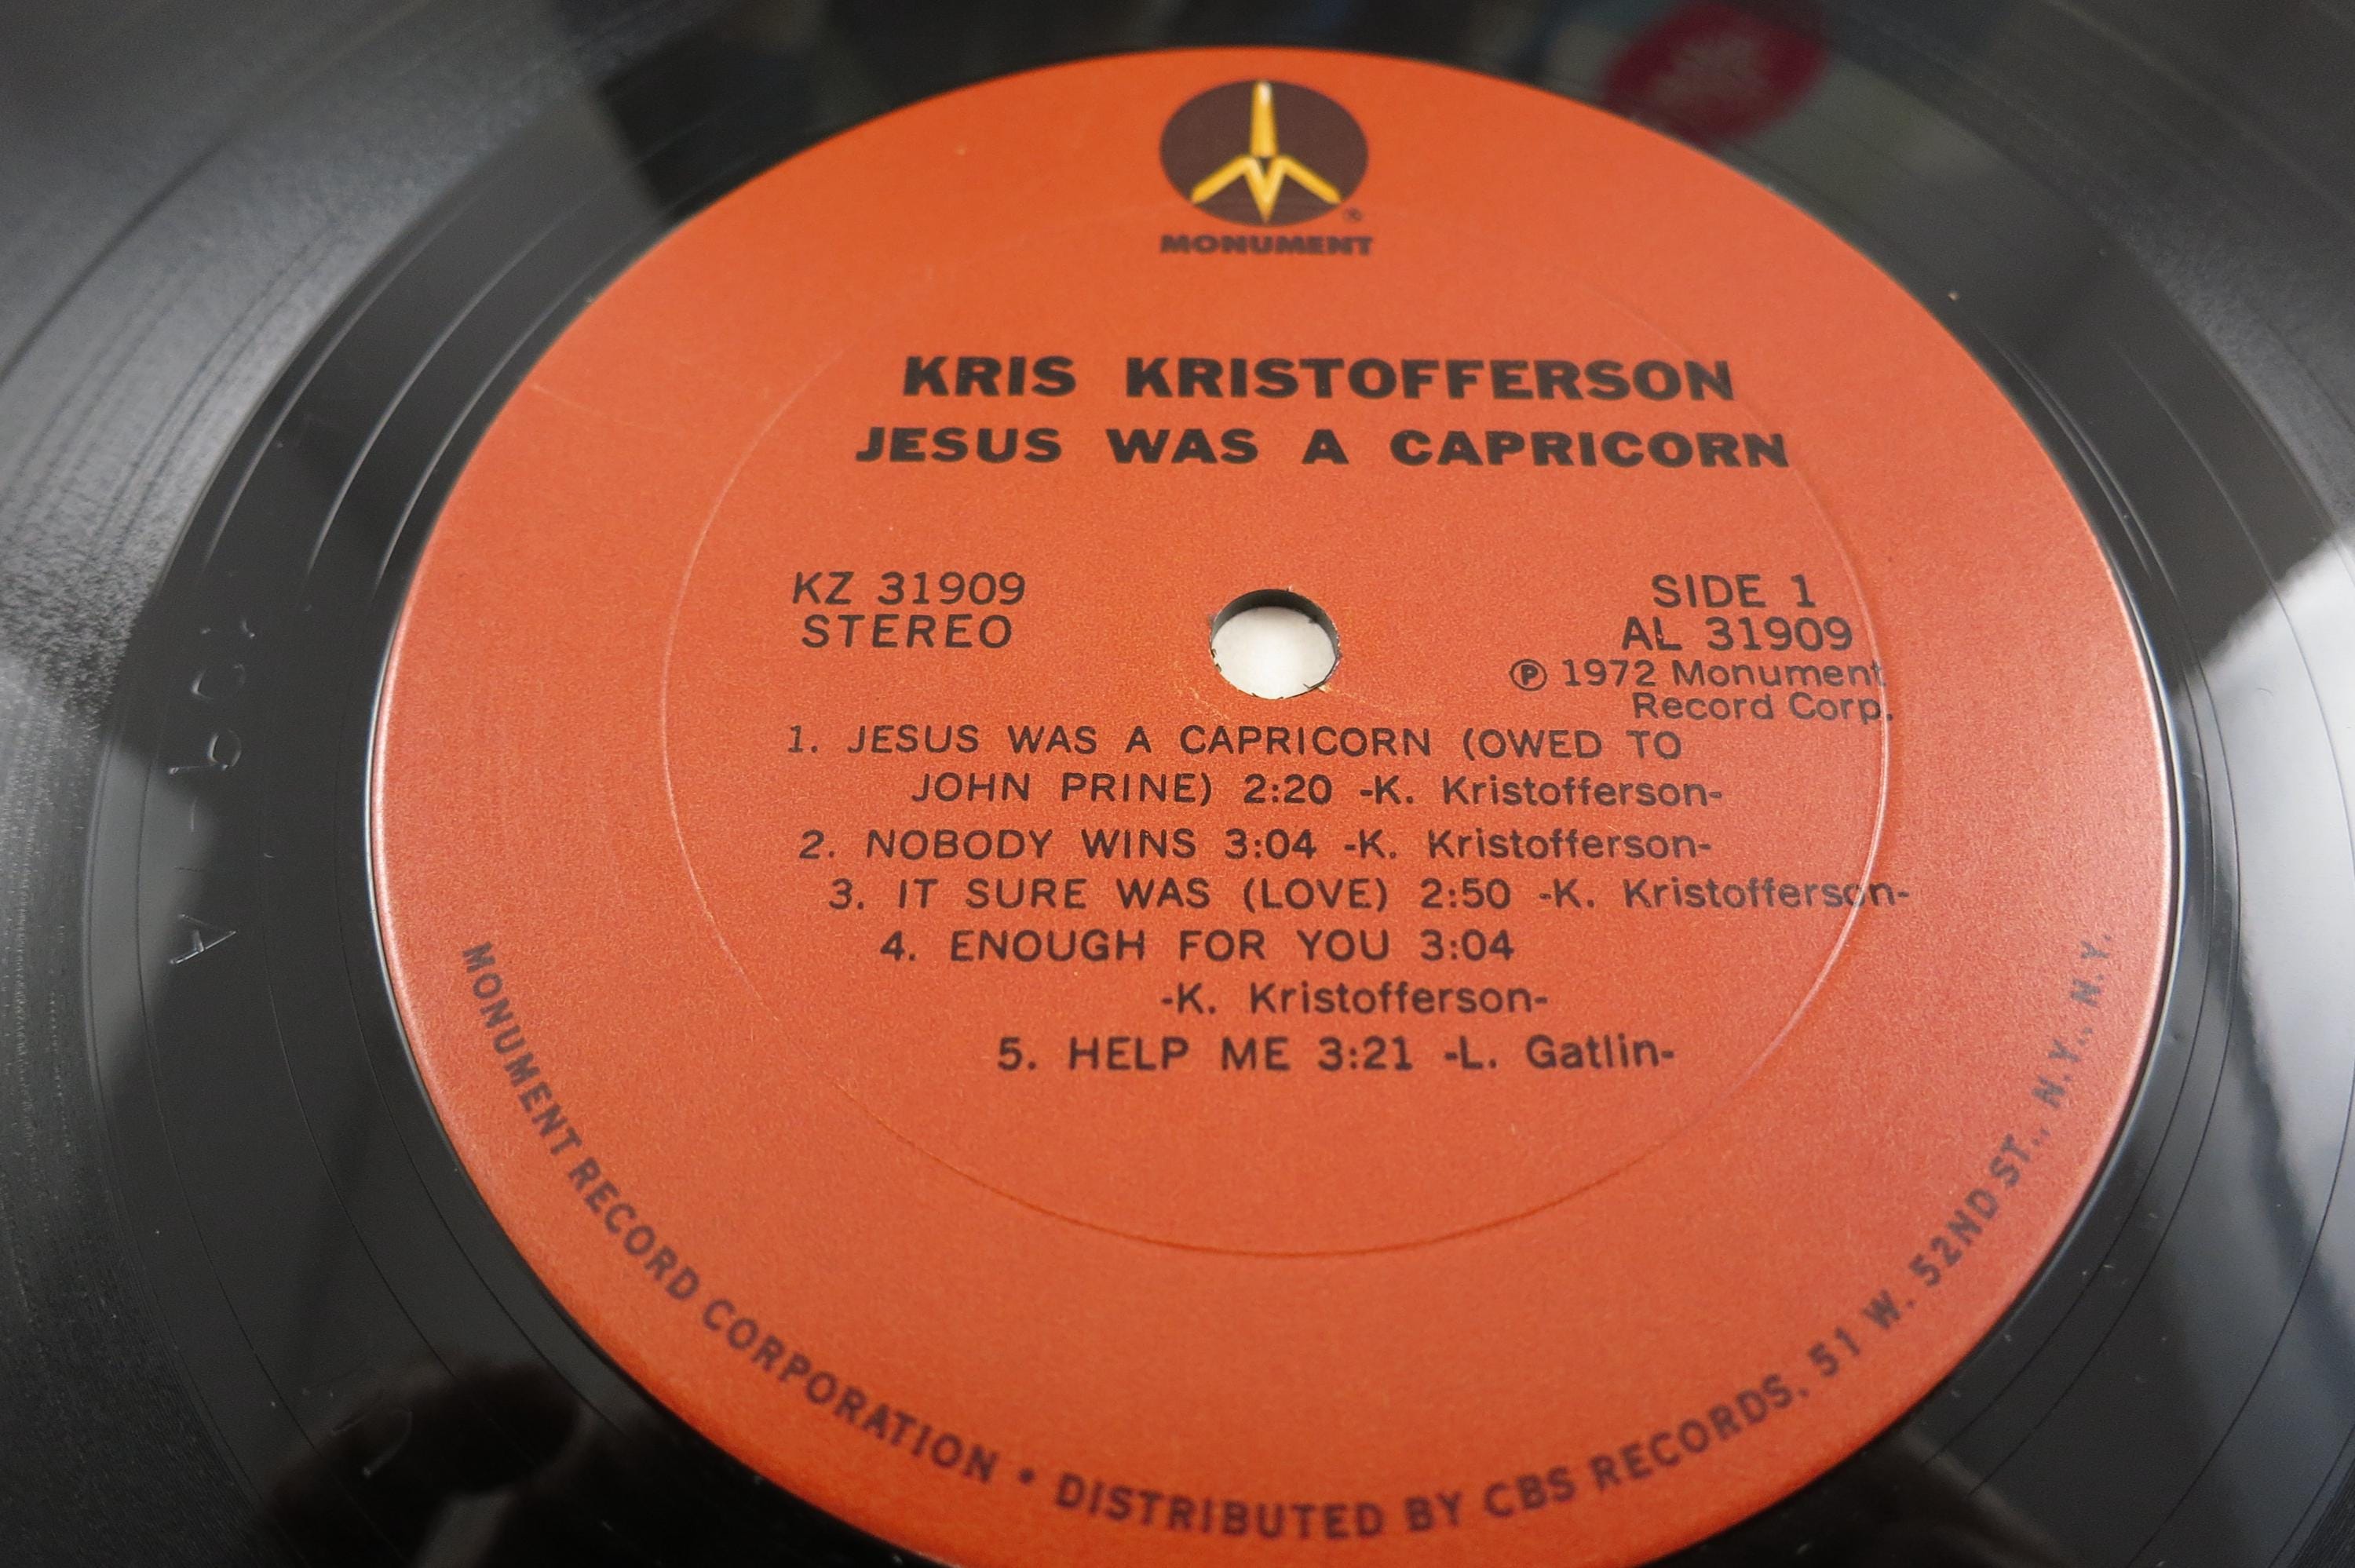 MONUMENT
KRIS KRISTOFFERSON
JESUS WAS A CAPRICORN
KZ 31909
STEREO
SIDE 1
AL 31909
Ⓟ 1972 Monument
Record Corp.
1. JESUS WAS A CAPRICORN (OWED TO
JOHN PRINE) 2:20 -K. Kristofferson-
2. NOBODY WINS 3:04 -K. Kristofferson-
3. IT SURE WAS (LOVE) 2:50 -K. Kristofferson-
4. ENOUGH FOR YOU 3:04
-K. Kristofferson-
5. HELP ME 3:21 -L. Gatlin-
MONUMENT RECORD CORPORATION • DISTRIBUTED BY CBS RECORDS, 51 W. 52ND ST., N.Y., N.Y.